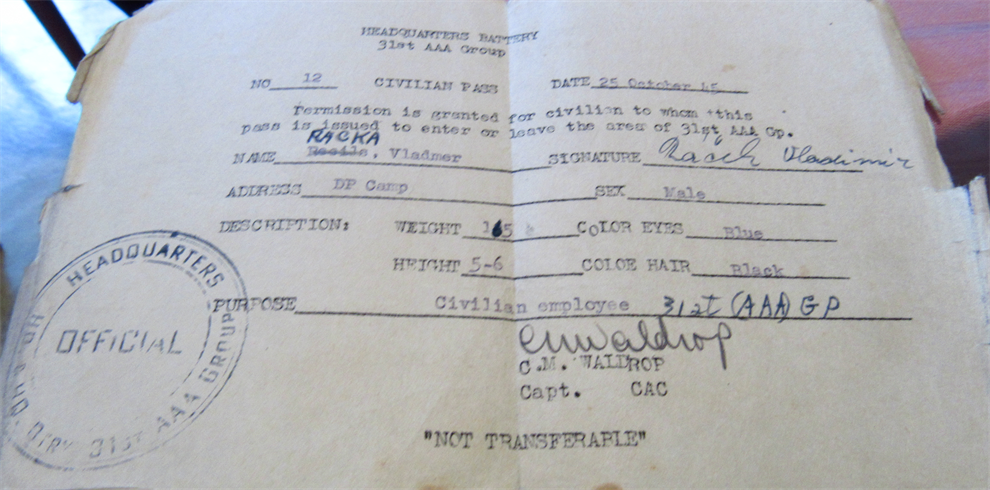 HEADQUARTERS BATTERY
31st AAA Group
NO 12 CIVILIAN PASS DATE 25 October 45
Permission is granted for civilian to whom this
pass is issued to enter or leave the area of 31st AAA Gp.
RACKA
NAME , Vladmer SIGNATURE Vladimir
ADDRESS DP Camp SEX Male
DESCRIPTION: WEIGHT 165 COLOR EYES Blue
HEIGHT 5-6 COLOE HAIR Black
PURPOSE Civilian employee 31st (AAA) GP
CMWaldrop
C.M. WALDROP
Capt. CAC
"NOT TRANSFERABLE"
HEADQUARTERS
OFFICIAL
31ST AAA GROUP